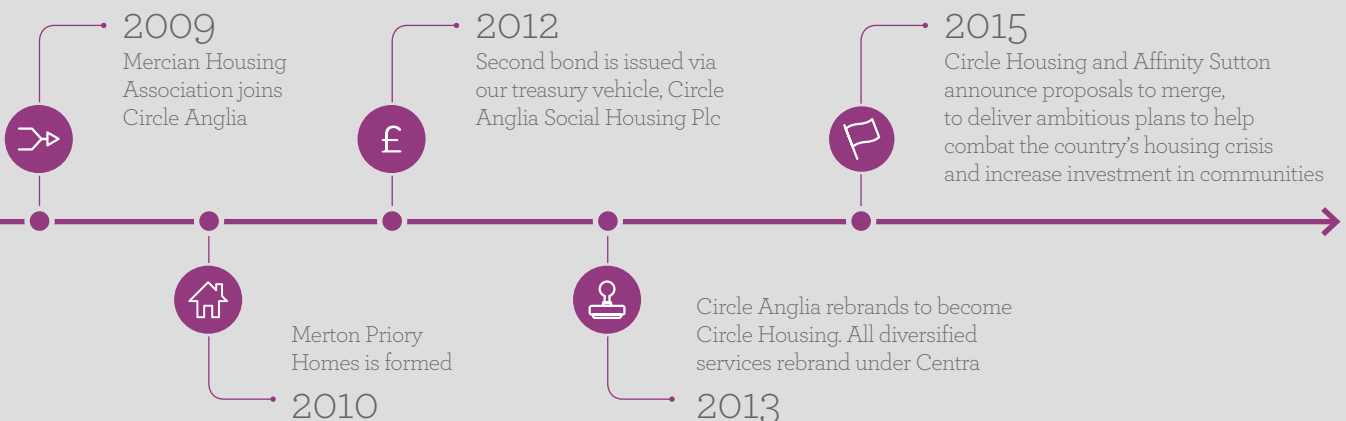 2009
Mercian Housing
Association joins
Circle Anglia
2012
Second bond is issued via
our treasury vehicle, Circle
Anglia Social Housing Plc
2015
Circle Housing and Affinity Sutton
announce proposals to merge,
to deliver ambitious plans to help
combat the country’s housing crisis
and increase investment in communities
£
Merton Priory
Homes is formed
2010
Circle Anglia rebrands to become
Circle Housing. All diversified
services rebrand under Centra
2013